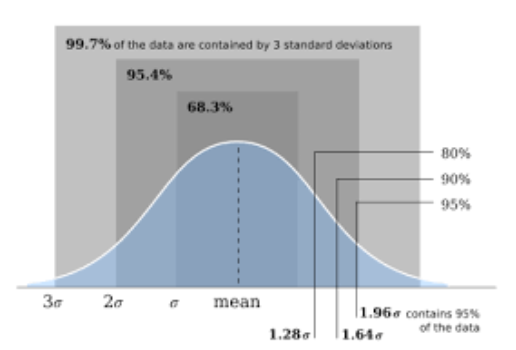 99.7% of the data are contained by 3 standard deviations
95.4%
68.3%
80%
90%
95%
3σ 2σ σ mean
1.96σ contains 95%
of the data
1.28σ 1.64σ